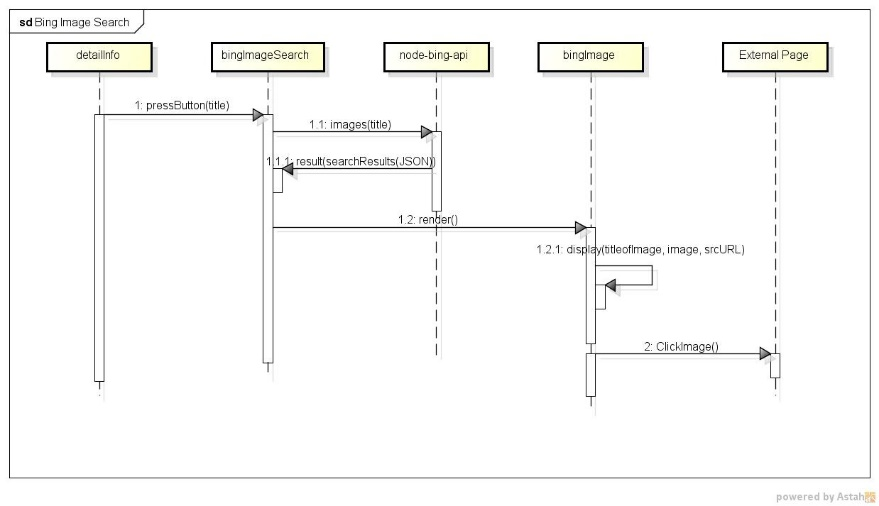 sd Bing Image Search
detailInfo
bingImageSearch
node-bing-api
bingImage
External Page
1: pressButton(title)
1.1: images(title)
1.1.1: result(searchResults(JSON))
1.2: render()
1.2.1: display(titleofImage, image, srcURL)
2: ClickImage()
powered by Astah